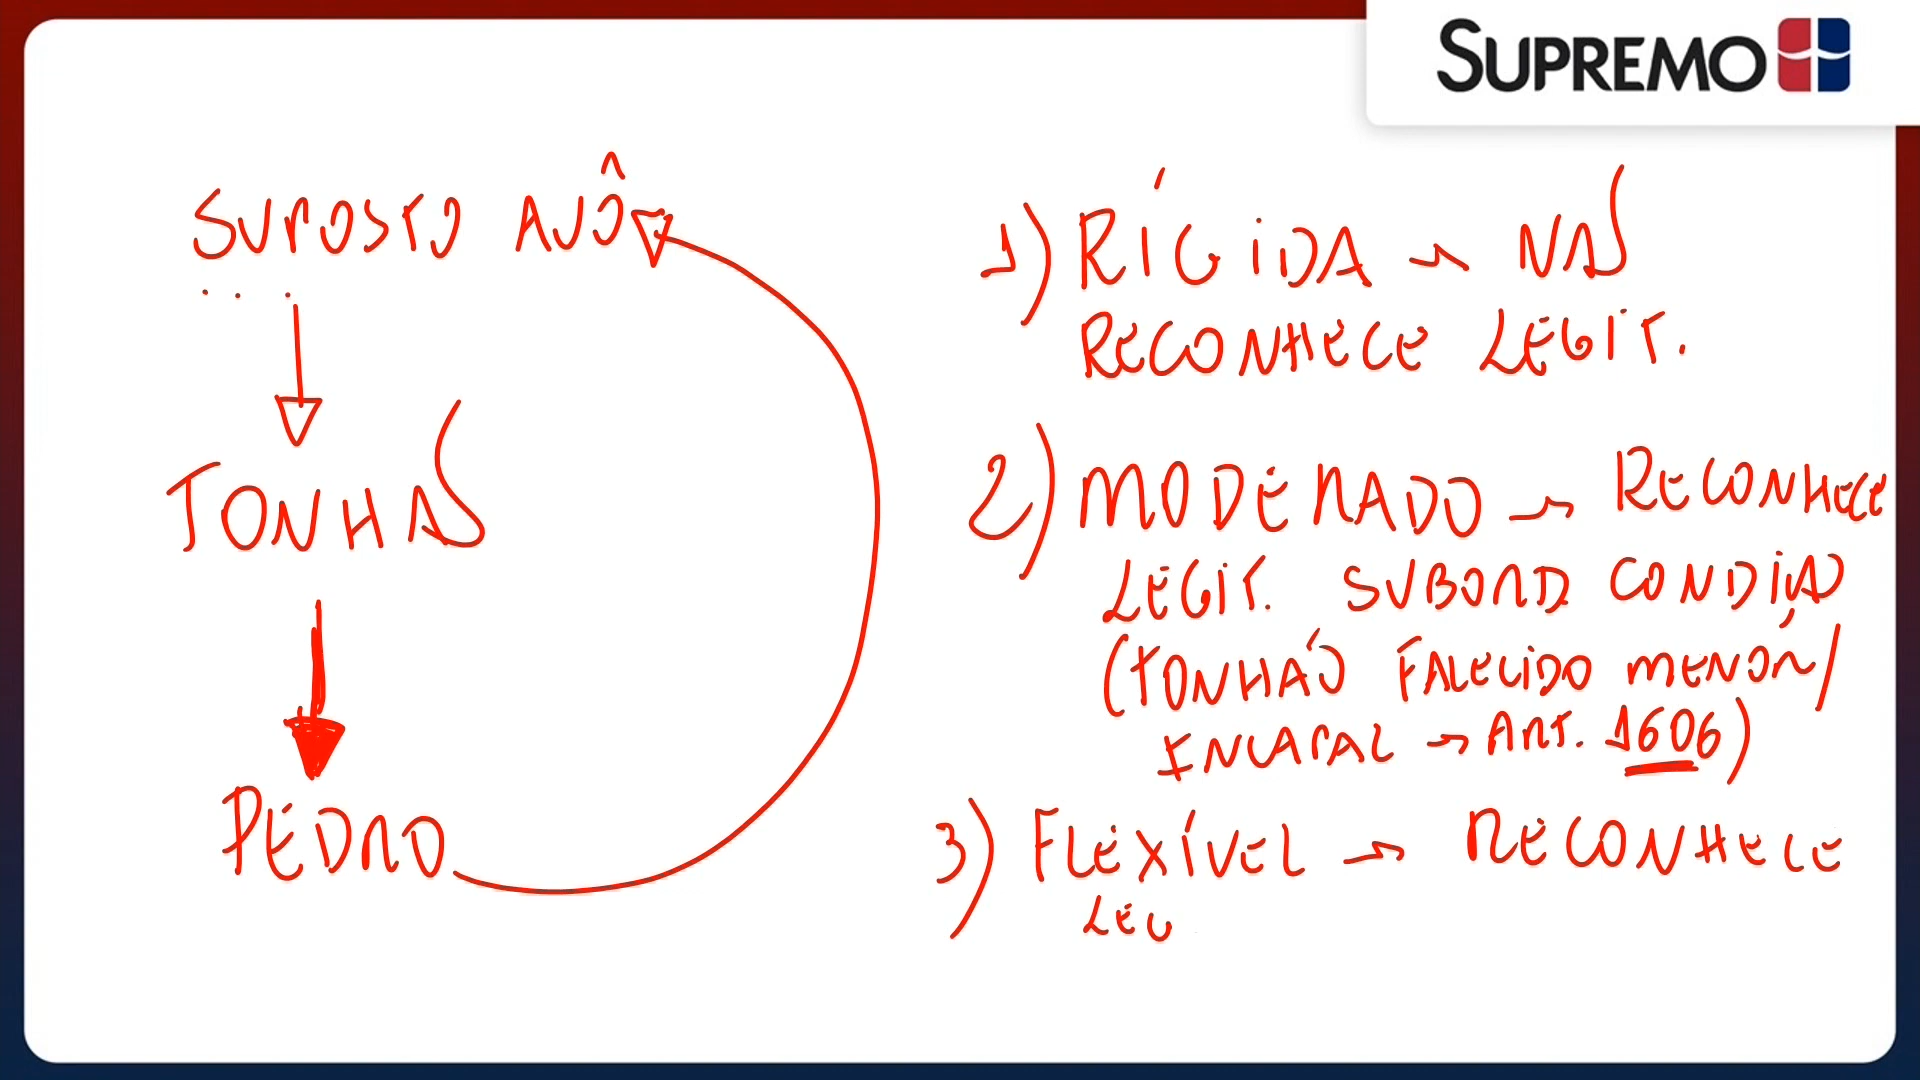 SUPREMO
SUPOSTO AVÔ
TONHÃO
PEDRO
1) RÍGIDA → NÃO
RECONHECE LEGIT.
2) MODERADO → RECONHECE
LEGIT. SUBORD CONDIÇÃO
(TONHÃO FALECIDO MENOR/
INCAPAZ → ART. 1606)
3) FLEXÍVEL → RECONHECE
LEG